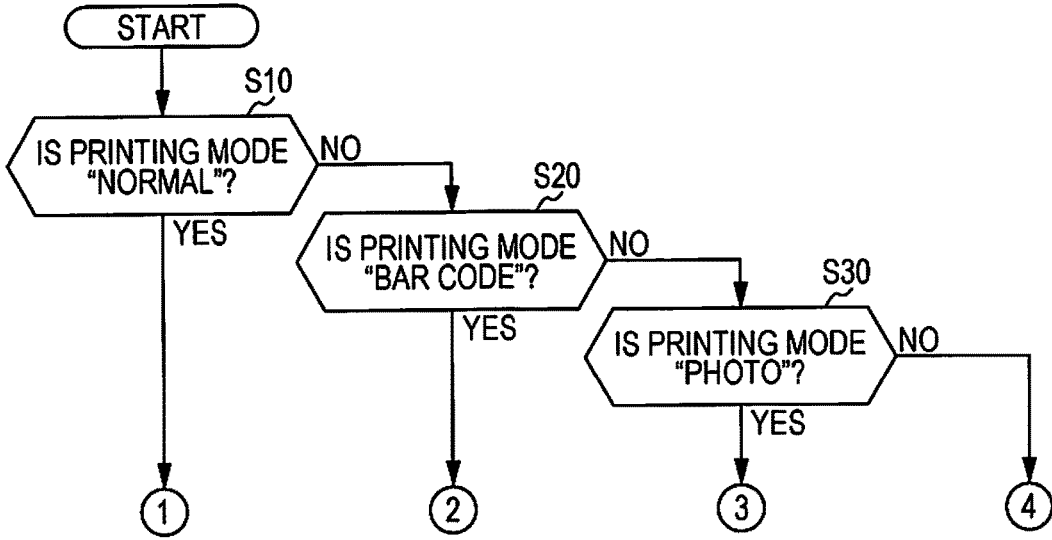 START
S10
IS PRINTING MODE
“NORMAL”?
NO
YES
S20
IS PRINTING MODE
“BAR CODE”?
NO
YES
S30
IS PRINTING MODE
“PHOTO”?
NO
YES
1
2
3
4